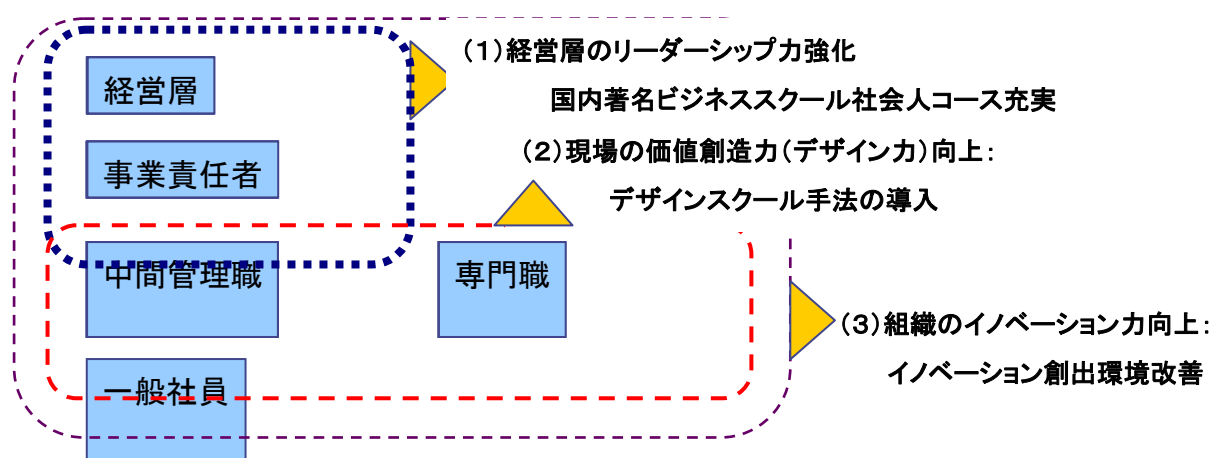 経営層
事業責任者
中間管理職
専門職
一般社員
(1)経営層のリーダーシップ力強化
国内著名ビジネススクール社会人コース充実
(2)現場の価値創造力(デザイン力)向上:
デザインスクール手法の導入
(3)組織のイノベーション力向上:
イノベーション創出環境改善